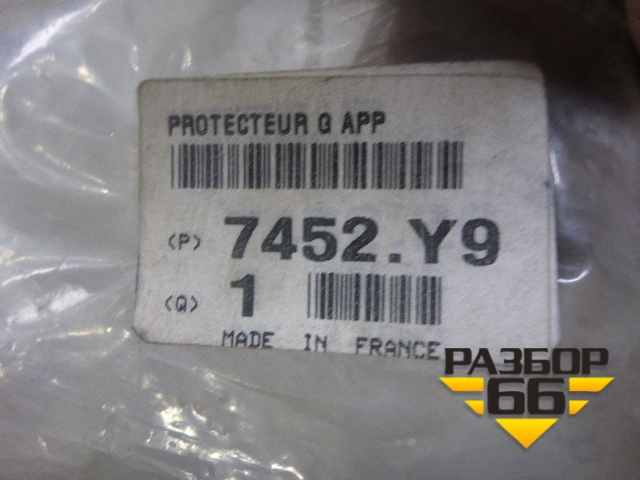 PROTECTEUR G APP
(P) 7452.Y9
(Q) 1
MADE IN FRANCE
РАЗБОР
66